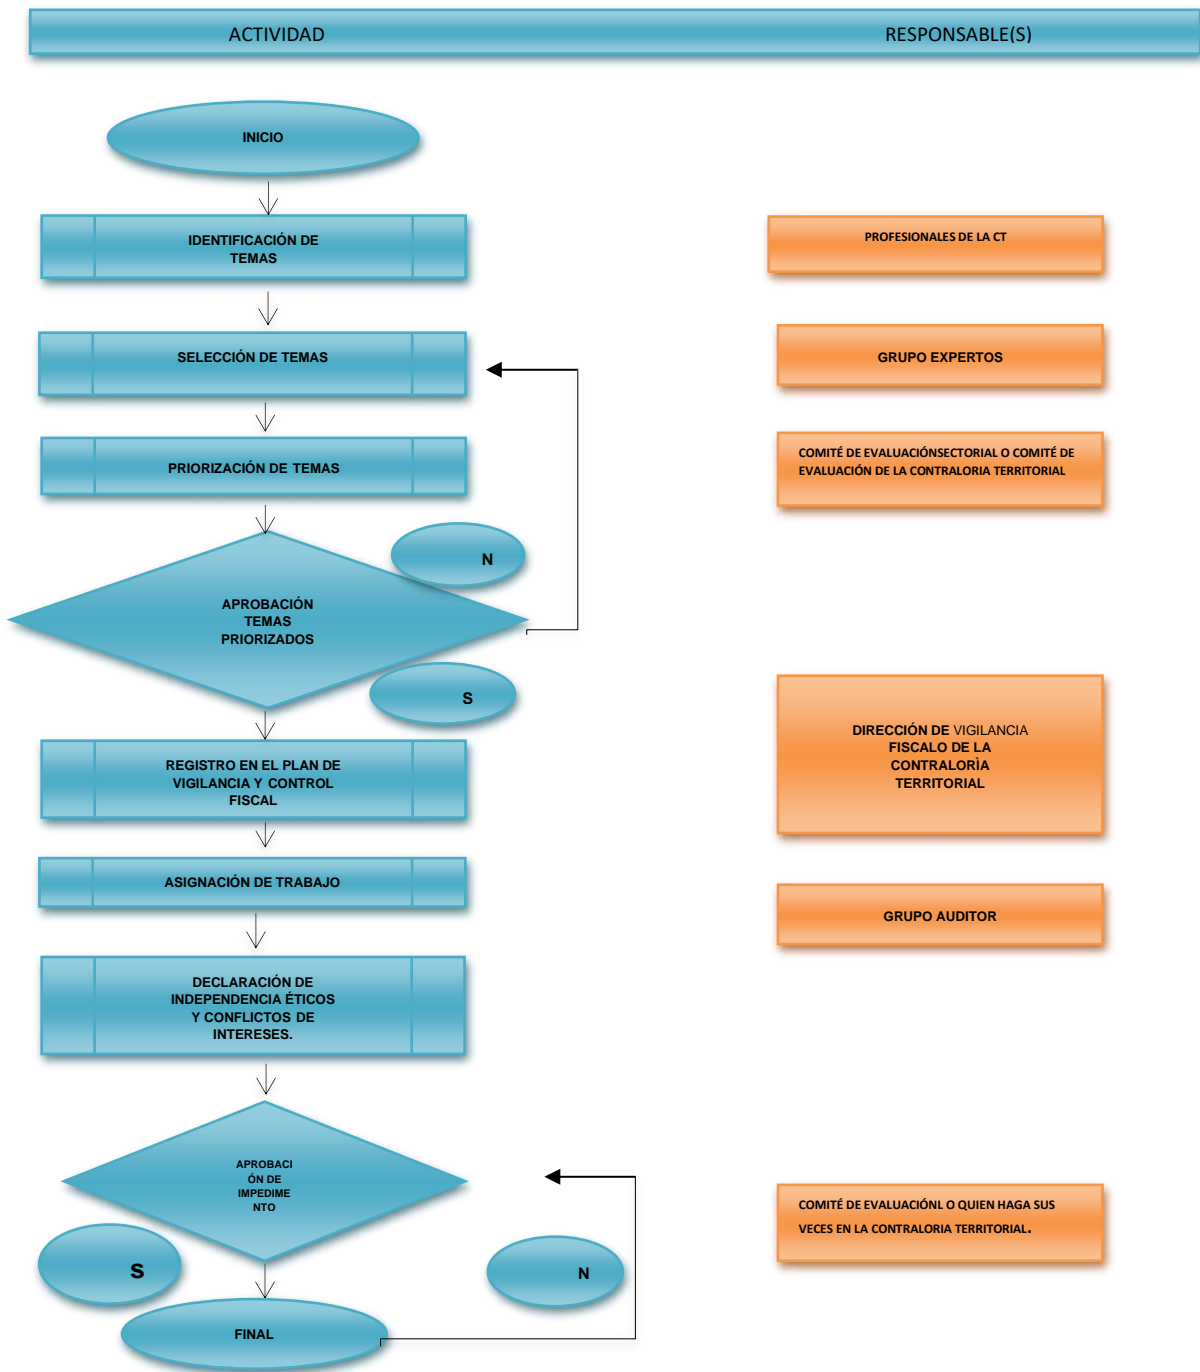 ACTIVIDAD
RESPONSABLE(S)
INICIO
IDENTIFICACIÓN DE
TEMAS
PROFESIONALES DE LA CT
SELECCIÓN DE TEMAS
GRUPO EXPERTOS
PRIORIZACIÓN DE TEMAS
COMITÉ DE EVALUACIÓNSECTORIAL O COMITÉ DE
EVALUACIÓN DE LA CONTRALORIA TERRITORIAL
N
APROBACIÓN
TEMAS
PRIORIZADOS
S
REGISTRO EN EL PLAN DE
VIGILANCIA Y CONTROL
FISCAL
DIRECCIÓN DE VIGILANCIA
FISCALO DE LA
CONTRALORÌA
TERRITORIAL
ASIGNACIÓN DE TRABAJO
GRUPO AUDITOR
DECLARACIÓN DE
INDEPENDENCIA ÉTICOS
Y CONFLICTOS DE
INTERESES.
APROBACI
ÓN DE
IMPEDIME
NTO
COMITÉ DE EVALUACIÓNL O QUIEN HAGA SUS
VECES EN LA CONTRALORIA TERRITORIAL.
S
N
FINAL